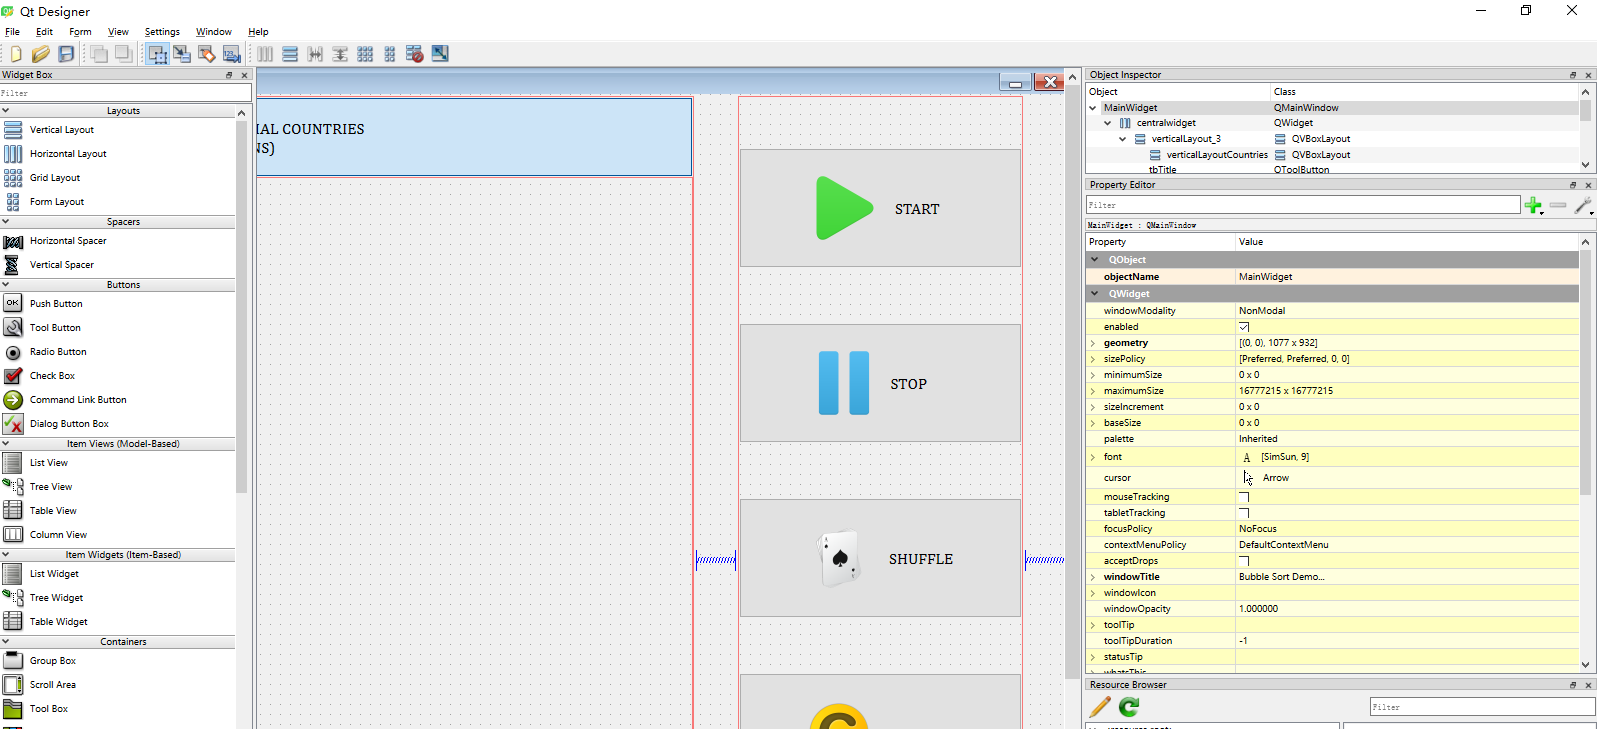 Qt Designer
File Edit Form View Settings Window Help
Widget Box
Filter
Layouts
Vertical Layout
Horizontal Layout
Grid Layout
Form Layout
Spacers
Horizontal Spacer
Vertical Spacer
Buttons
OK Push Button
Tool Button
Radio Button
Check Box
Command Link Button
Dialog Button Box
Item Views (Model-Based)
List View
Tree View
Table View
Column View
Item Widgets (Item-Based)
List Widget
Tree Widget
Table Widget
Containers
Group Box
Scroll Area
Tool Box
IAL COUNTRIES
NS)
START
STOP
SHUFFLE
Object Inspector
Object Class
MainWidget QMainWindow
centralwidget QWidget
verticalLayout_3 QVBoxLayout
verticalLayoutCountries QVBoxLayout
tbTitle QToolButton
Property Editor
Filter
MainWidget : QMainWindow
Property Value
QObject
objectName MainWidget
QWidget
windowModality NonModal
enabled
geometry [(0, 0), 1077 x 932]
sizePolicy [Preferred, Preferred, 0, 0]
minimumSize 0 x 0
maximumSize 16777215 x 16777215
sizeIncrement 0 x 0
baseSize 0 x 0
palette Inherited
font A [SimSun, 9]
cursor Arrow
mouseTracking
tabletTracking
focusPolicy NoFocus
contextMenuPolicy DefaultContextMenu
acceptDrops
windowTitle Bubble Sort Demo...
windowIcon
windowOpacity 1.000000
toolTip
toolTipDuration -1
statusTip
whatsThis
Resource Browser
Filter